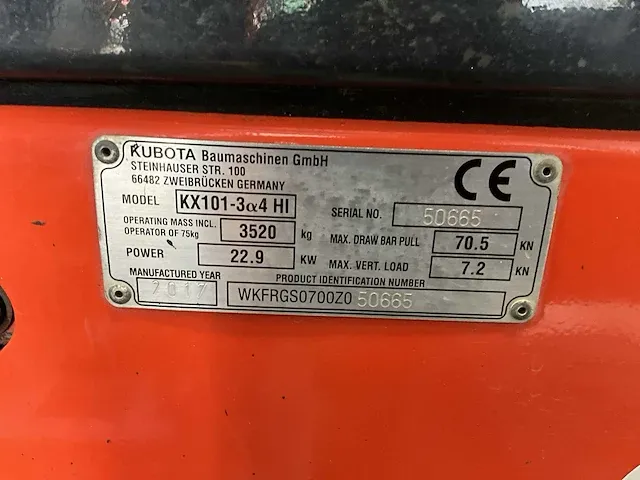 KUBOTA Baumaschinen GmbH
STEINHAUSER STR. 100
66482 ZWEIBRÜCKEN GERMANY
CE
MODEL KX101-3α4 HI
SERIAL NO. 50665
OPERATING MASS INCL.
OPERATOR OF 75kg 3520 kg
MAX. DRAW BAR PULL 70.5 KN
POWER 22.9 KW
MAX. VERT. LOAD 7.2 KN
MANUFACTURED YEAR
2017
PRODUCT IDENTIFICATION NUMBER
WKFRGS0700Z0 50665